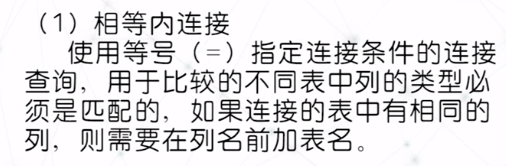 （1）相等内连接
使用等号（=）指定连接条件的连接
查询，用于比较的不同表中列的类型必
须是匹配的，如果连接的表中有相同的
列，则需要在列名前加表名。